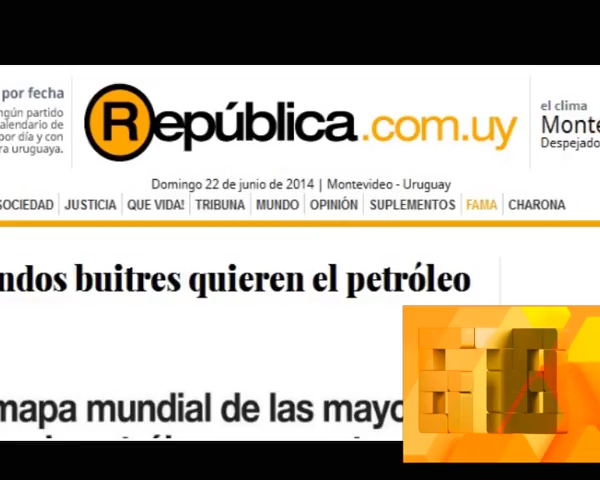 por fecha
ngún partido
alendario de
por día y con
ra uruguaya.
República.com.uy
el clima
Monte
Despejado
Domingo 22 de junio de 2014 | Montevideo - Uruguay
SOCIEDAD JUSTICIA QUE VIDA! TRIBUNA MUNDO OPINIÓN SUPLEMENTOS FAMA CHARONA
ndos buitres quieren el petróleo
mapa mundial de las mayo